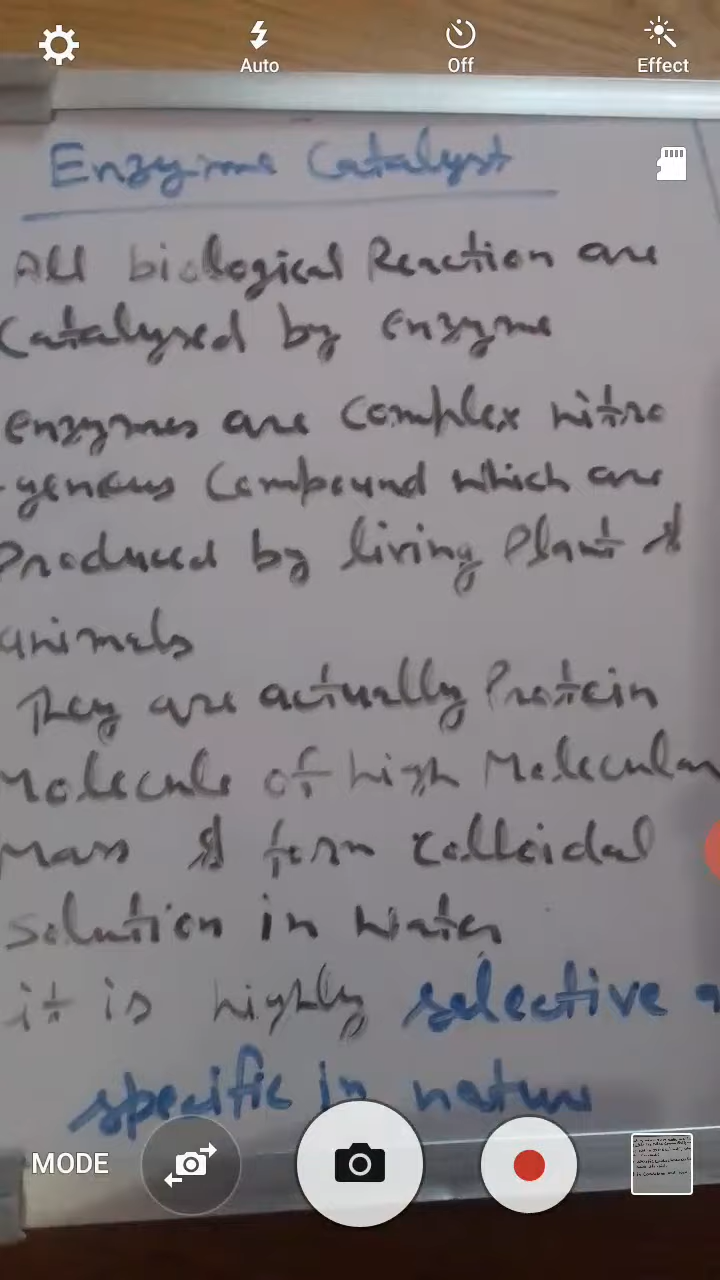 Auto
Off
Effect
Enzyme Catalyst
All biological Reaction are
Catalysed by enzyme
enzymes are complex nitro
-genous Compound which are
Produced by living Plant &
animals
They are actually Protein
Molecule of high Molecular
Mass & form colloidal
solution in water
it is highly selective
specific in nature
MODE